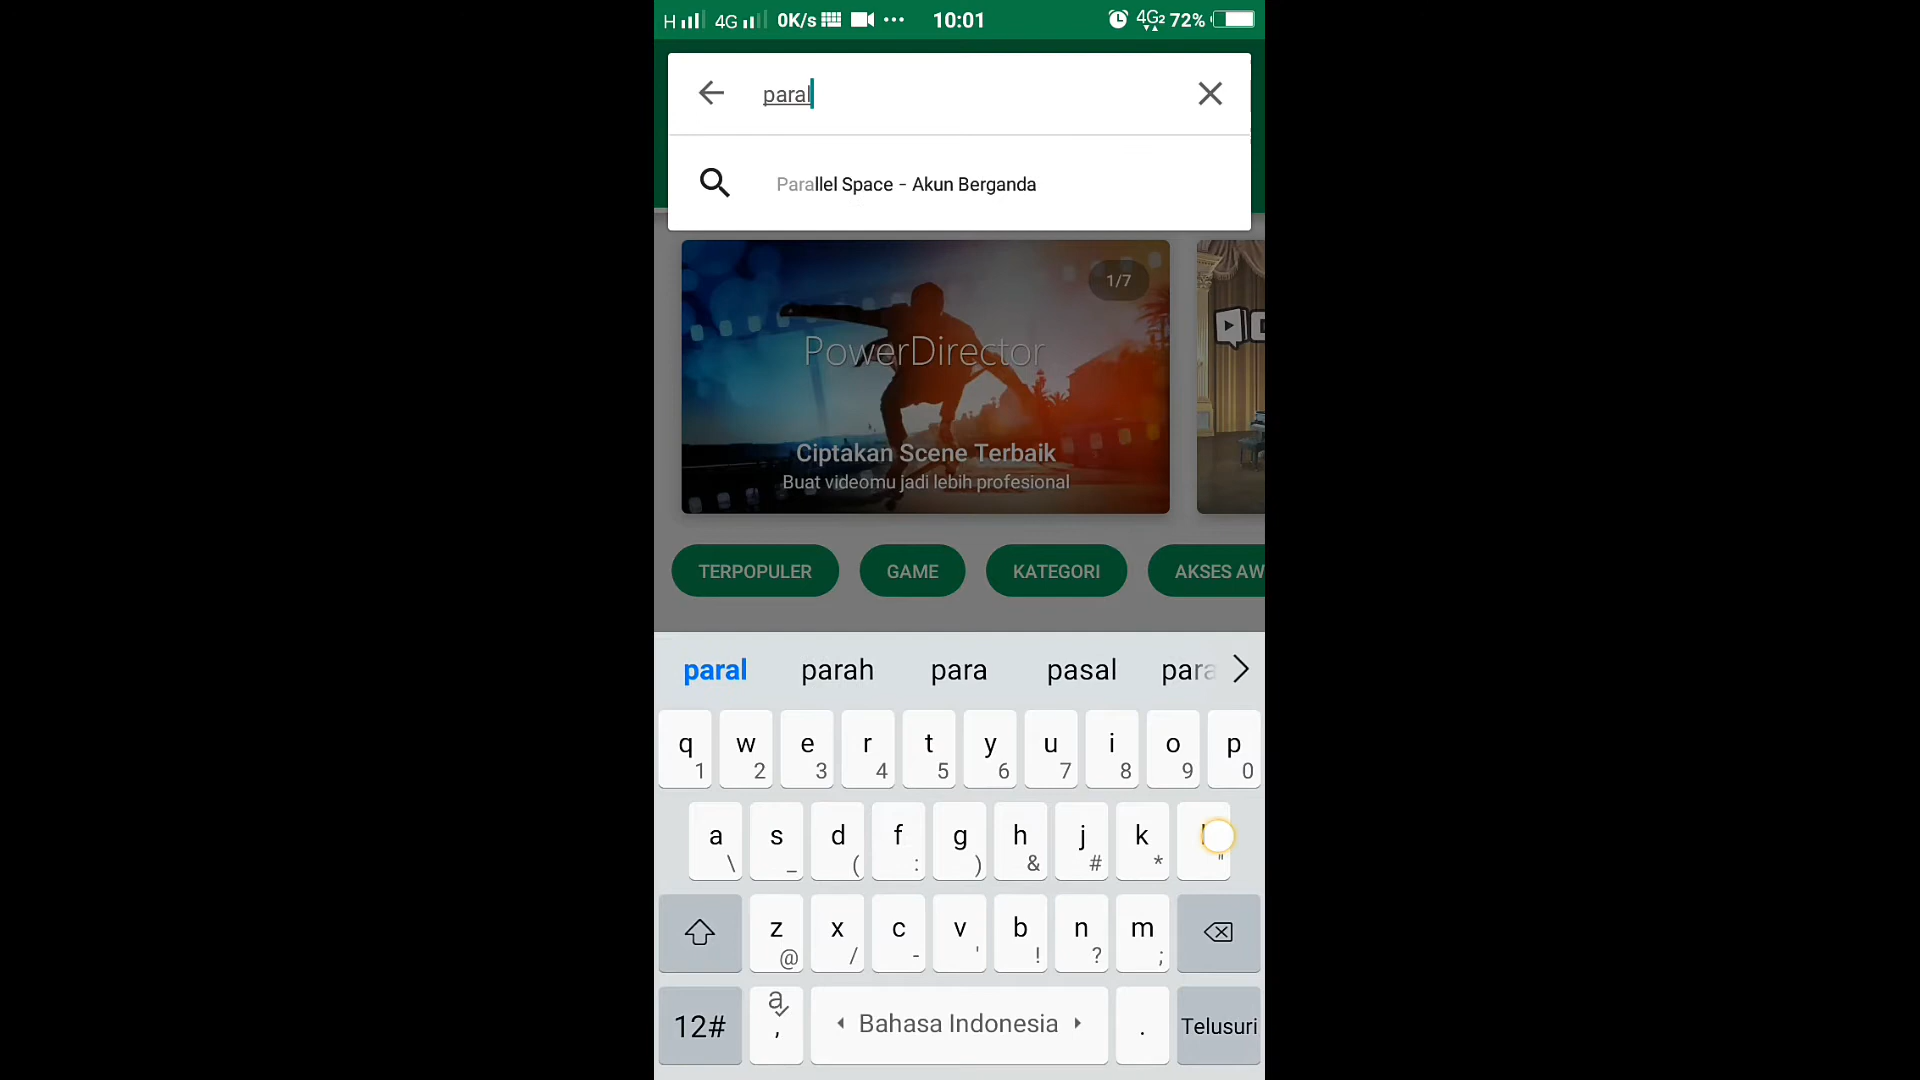 H 4G 0K/s 10:01 4G2 72%
paral
Parallel Space - Akun Berganda
1/7
PowerDirector
Ciptakan Scene Terbaik
Buat videomu jadi lebih profesional
TERPOPULER GAME KATEGORI AKSES AW
paral parah para pasal para
q w e r t y u i o p
1 2 3 4 5 6 7 8 9 0
a s d f g h j k
\ _ ( : ) & # * "
z x c v b n m
@ / - ' ! ? ;
12# a , Bahasa Indonesia . Telusuri